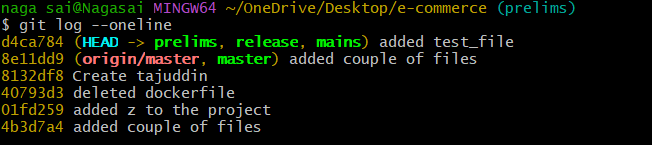 naga sai@Nagasai MINGW64 ~/OneDrive/Desktop/e-commerce (prelims)
$ git log --oneline
d4ca784 (HEAD -> prelims, release, mains) added test_file
8e11dd9 (origin/master, master) added couple of files
8132df8 Create tajuddin
40793d3 deleted dockerfile
01fd259 added z to the project
4b3d7a4 added couple of files